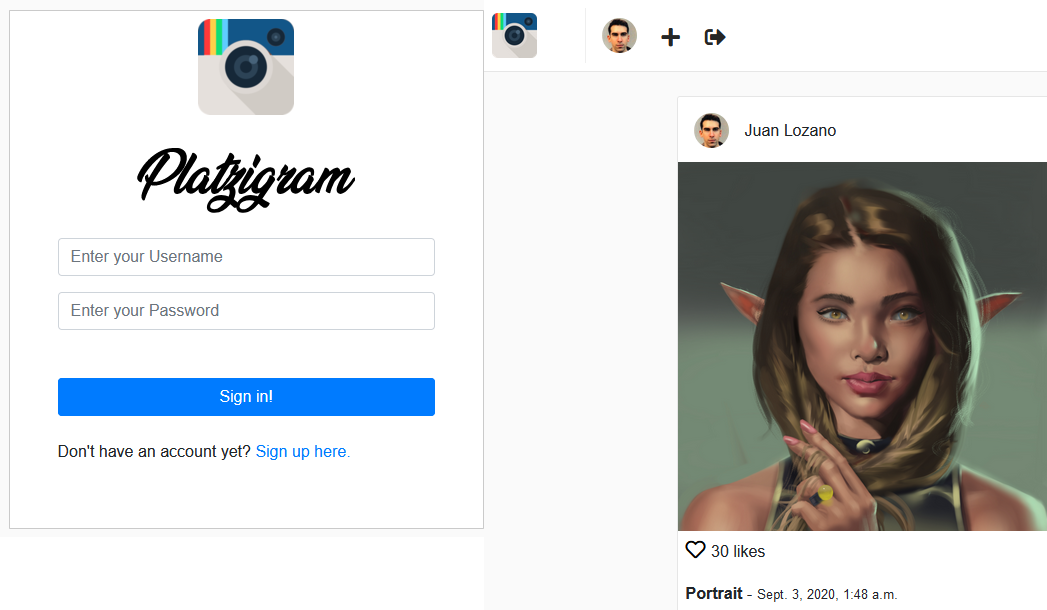 Platzigram
Enter your Username
Enter your Password
Sign in!
Don't have an account yet? Sign up here.
Juan Lozano
30 likes
Portrait - Sept. 3, 2020, 1:48 a.m.